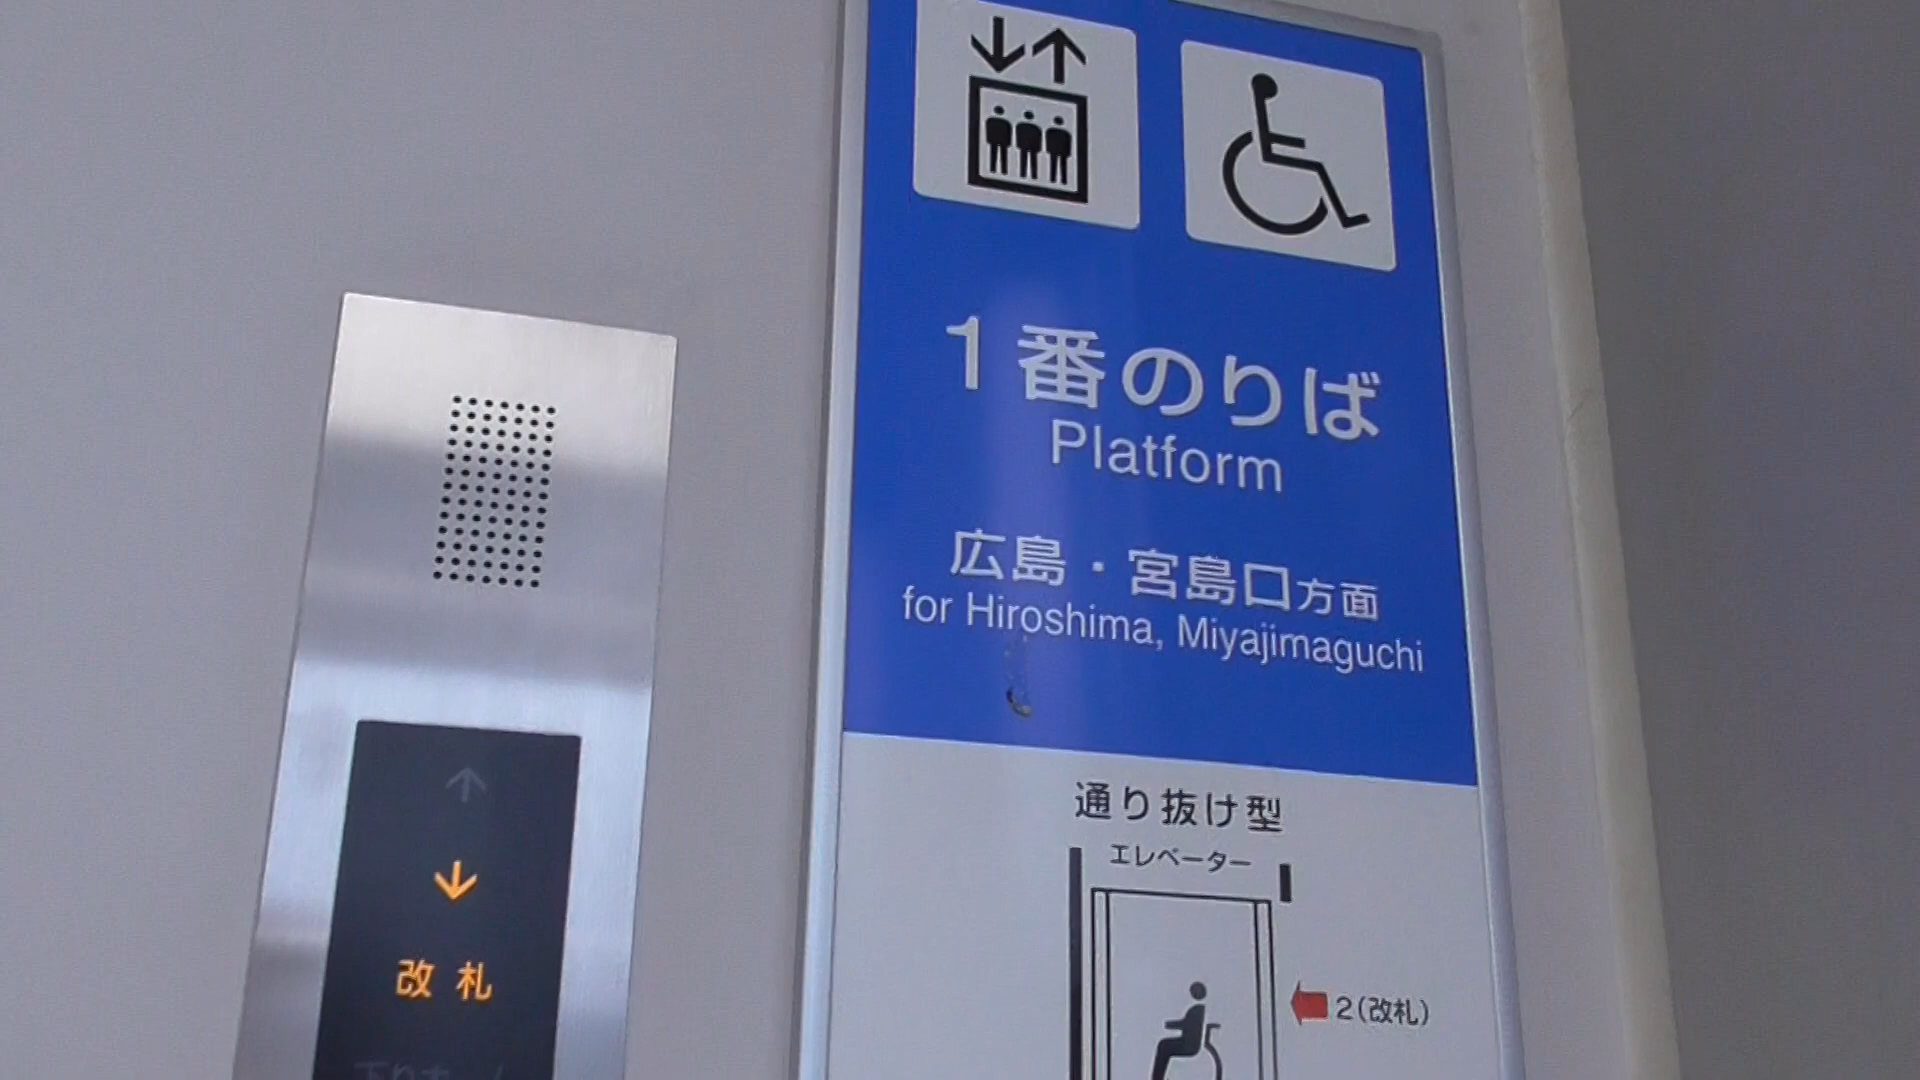 1番のりば
Platform
広島・宮島口方面
for Hiroshima, Miyajimaguchi
通り抜け型
エレベーター
2(改札)
改札